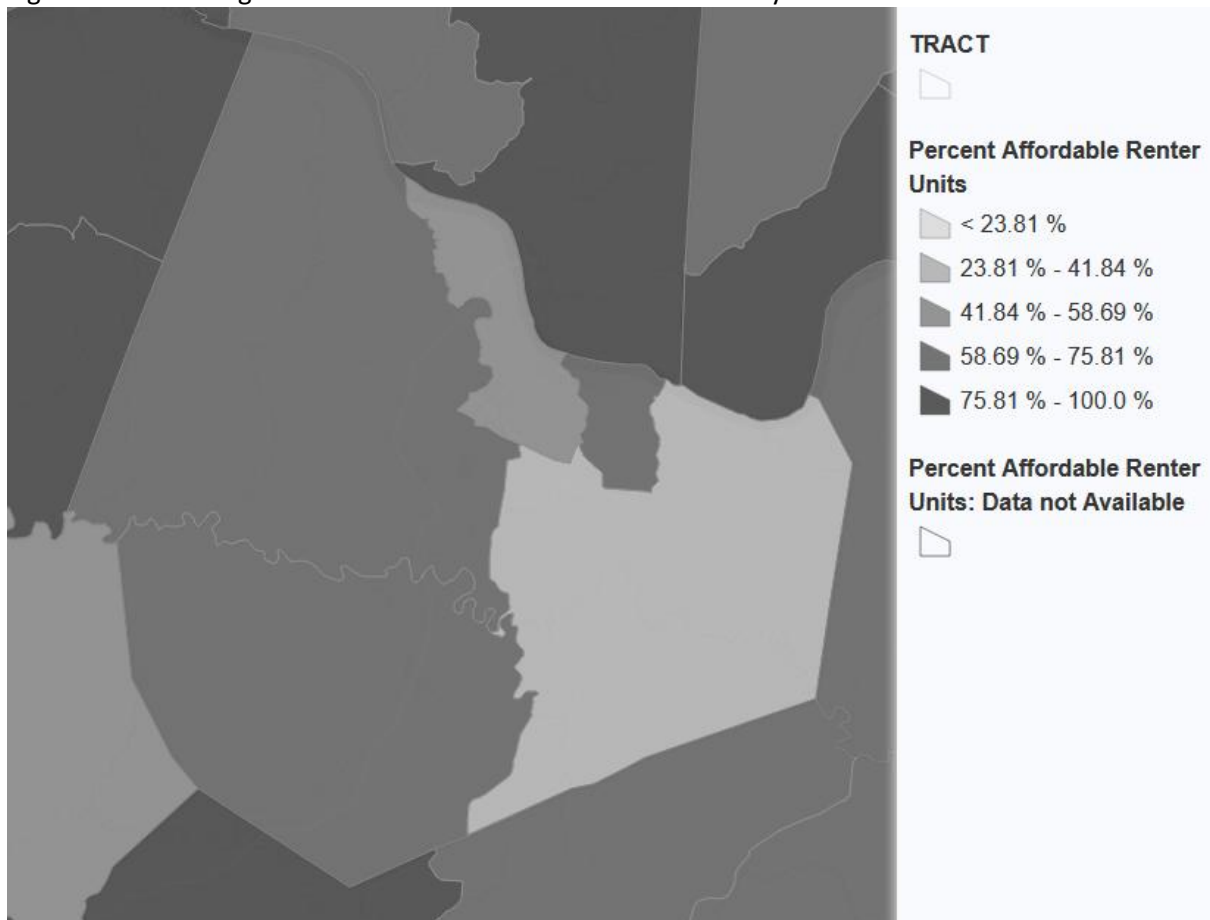 TRACT
Percent Affordable Renter
Units
< 23.81 %
23.81 % - 41.84 %
41.84 % - 58.69 %
58.69 % - 75.81 %
75.81 % - 100.0 %
Percent Affordable Renter
Units: Data not Available